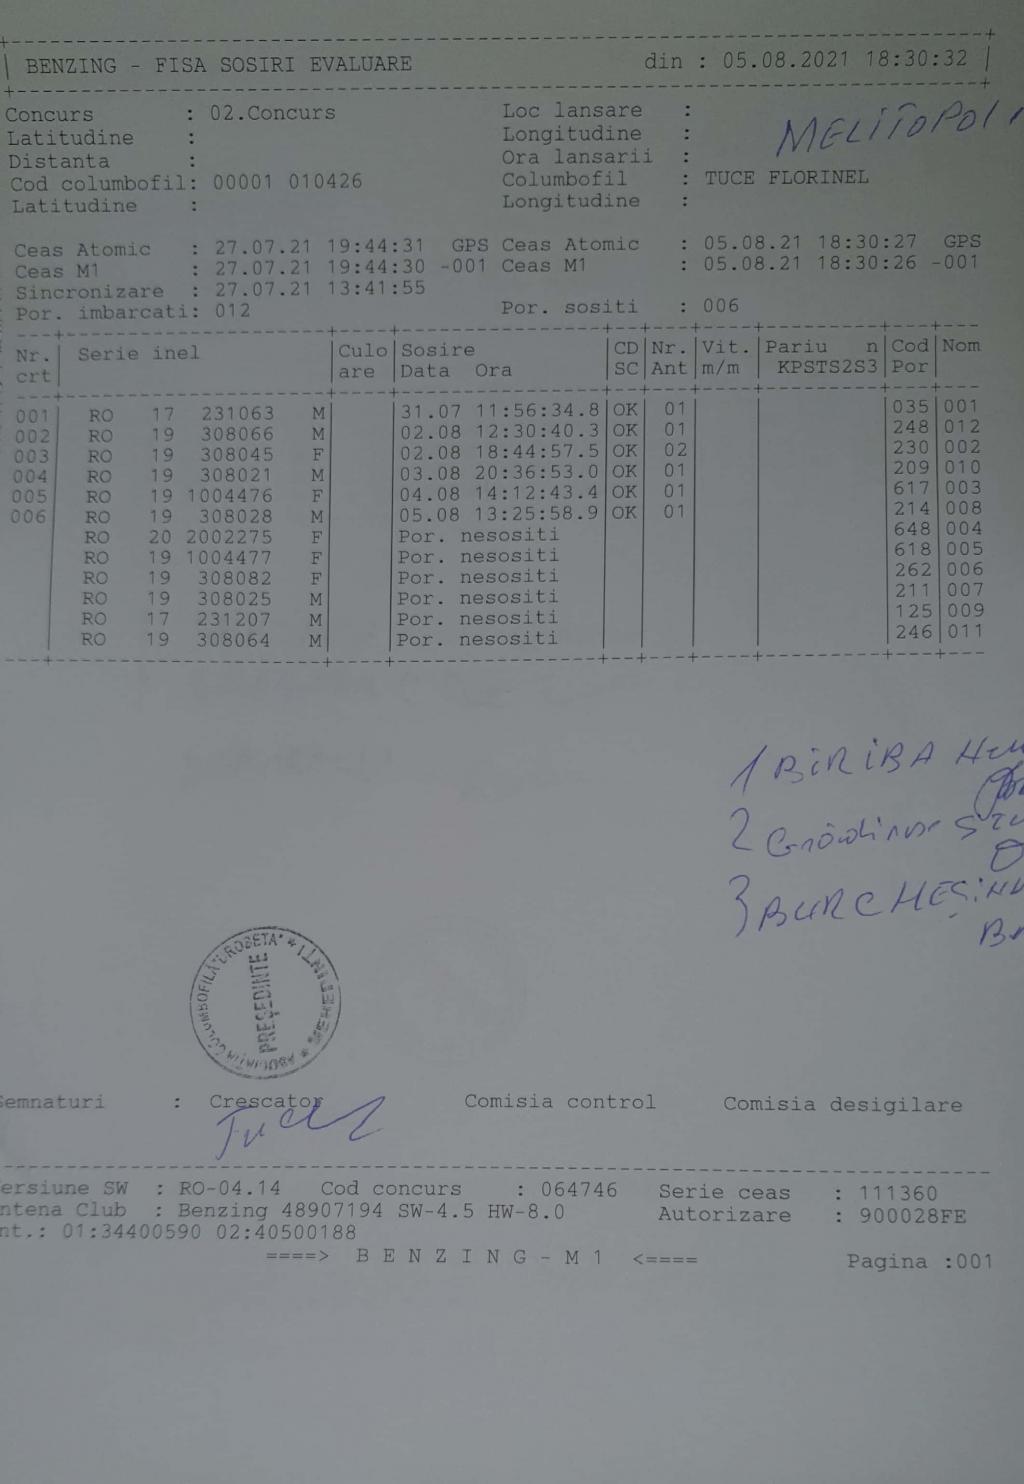 BENZING - FISA SOSIRI EVALUARE din : 05.08.2021 18:30:32
Concurs : 02.Concurs Loc lansare :
MELITOPOL
Latitudine : Longitudine :
Distanta : Ora lansarii :
Cod columbofil: 00001 010426 Columbofil : TUCE FLORINEL
Latitudine : Longitudine :
Ceas Atomic : 27.07.21 19:44:31 GPS Ceas Atomic : 05.08.21 18:30:27 GPS
Ceas M1 : 27.07.21 19:44:30 -001 Ceas M1 : 05.08.21 18:30:26 -001
Sincronizare : 27.07.21 13:41:55
Por. imbarcati: 012 Por. sositi : 006
Nr. Serie inel Culo Sosire CD Nr. Vit. Pariu n Cod Nom
crt are Data Ora SC Ant m/m KPSTS2S3 Por
001 RO 17 231063 M 31.07 11:56:34.8 OK 01 035 001
002 RO 19 308066 M 02.08 12:30:40.3 OK 01 248 012
003 RO 19 308045 F 02.08 18:44:57.5 OK 02 230 002
004 RO 19 308021 M 03.08 20:36:53.0 OK 01 209 010
005 RO 19 1004476 F 04.08 14:12:43.4 OK 01 617 003
006 RO 19 308028 M 05.08 13:25:58.9 OK 01 214 008
RO 20 2002275 F Por. nesositi 648 004
RO 19 1004477 F Por. nesositi 618 005
RO 19 308082 F Por. nesositi 262 006
RO 19 308025 M Por. nesositi 211 007
RO 17 231207 M Por. nesositi 125 009
RO 19 308064 M Por. nesositi 246 011
1 BIRIBA
2
3 BURCHEȘ
ASOCIATIA COLUMBOFILĂ "DROBETA" * MEHEDINTI *
PREȘEDINTE
Semnaturi : Crescator Comisia control Comisia desigilare
ersiune SW : RO-04.14 Cod concurs : 064746 Serie ceas : 111360
ntena Club : Benzing 48907194 SW-4.5 HW-8.0 Autorizare : 900028FE
nt.: 01:34400590 02:40500188
====> B E N Z I N G - M 1 <==== Pagina :001